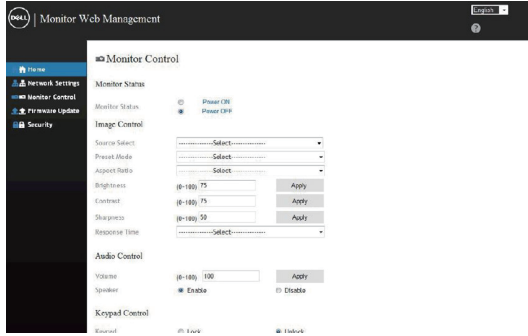 DELL | Monitor Web Management
English
?
Home
Network Settings
Monitor Control
Firmware Update
Security
Monitor Control
Monitor Status
Monitor Status Power ON
Power OFF
Image Control
Source Select ---------------Select---------------
Preset Mode ---------------Select---------------
Aspect Ratio ---------------Select---------------
Brightness (0~100) 75 Apply
Contrast (0~100) 75 Apply
Sharpness (0~100) 50 Apply
Response Time ---------------Select---------------
Audio Control
Volume (0~100) 100 Apply
Speaker Enable Disable
Keypad Control
Keypad Lock Unlock